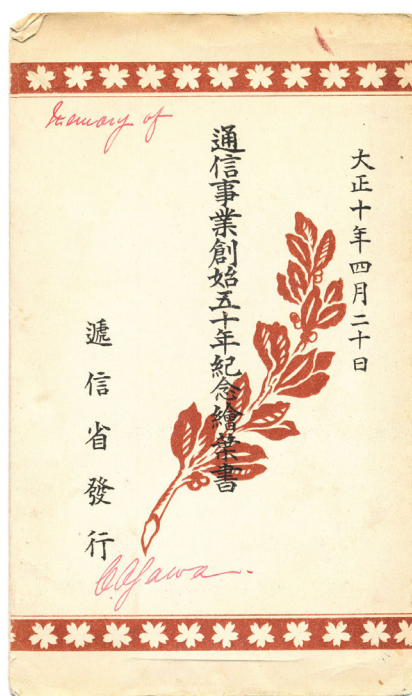 大正十年四月二十日
通信事業創始五十年紀念繪葉書
遞信省發行
Memory of
C. Ogawa.